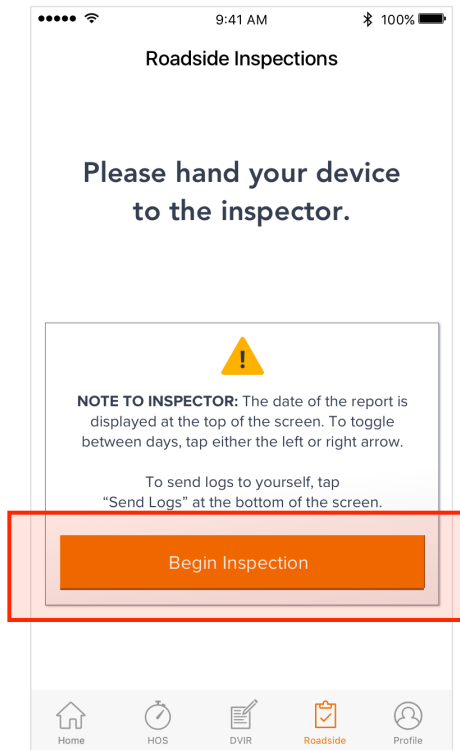 9:41 AM 100%
Roadside Inspections
Please hand your device
to the inspector.
NOTE TO INSPECTOR: The date of the report is
displayed at the top of the screen. To toggle
between days, tap either the left or right arrow.
To send logs to yourself, tap
“Send Logs” at the bottom of the screen.
Begin Inspection
Home HOS DVIR Roadside Profile